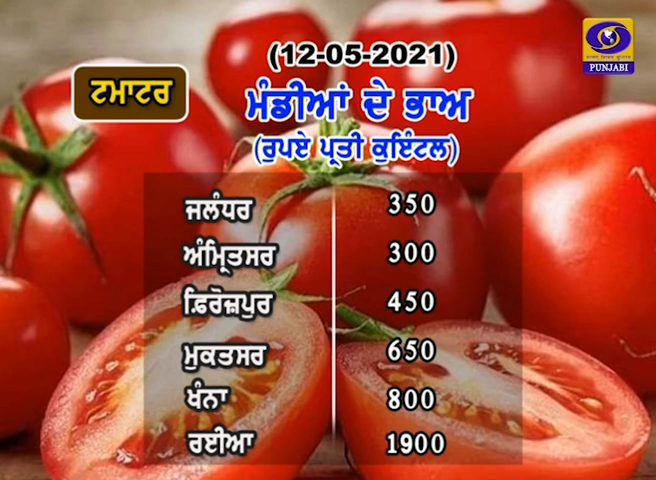 (12-05-2021)
ਟਮਾਟਰ
ਮੰਡੀਆਂ ਦੇ ਭਾਅ
(ਰੁਪਏ ਪ੍ਰਤੀ ਕੁਇੰਟਲ)
ਜਲੰਧਰ 350
ਅੰਮ੍ਰਿਤਸਰ 300
ਫ਼ਿਰੋਜ਼ਪੁਰ 450
ਮੁਕਤਸਰ 650
ਖੰਨਾ 800
ਰਈਆ 1900
PUNJABI